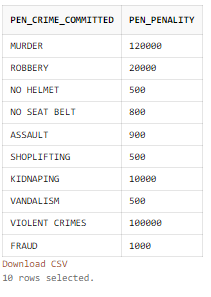 PEN_CRIME_COMMITTED PEN_PENALITY
MURDER 120000
ROBBERY 20000
NO HELMET 500
NO SEAT BELT 800
ASSAULT 900
SHOPLIFTING 500
KIDNAPING 10000
VANDALISM 500
VIOLENT CRIMES 100000
FRAUD 1000
Download CSV
10 rows selected.